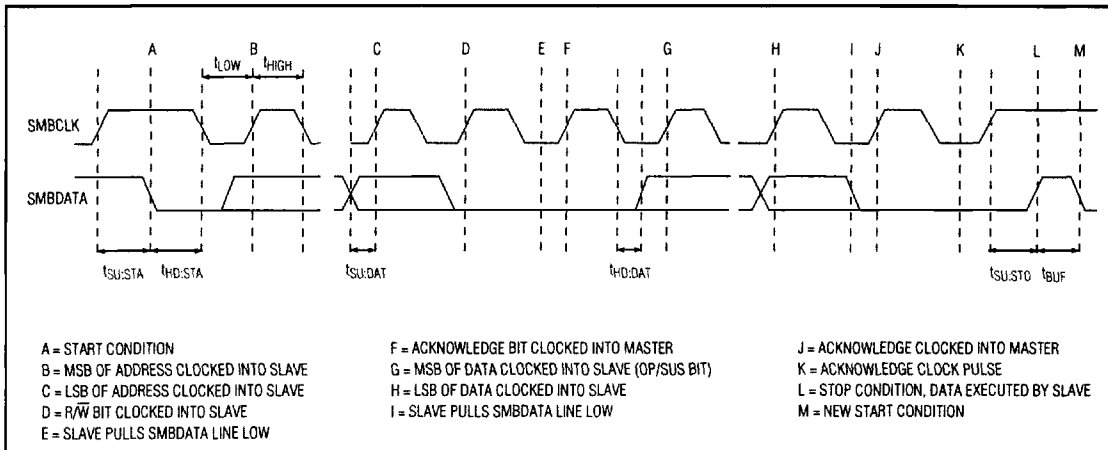 A B C D E F G H I J K L M
tLOW tHIGH
SMBCLK
SMBDATA
tSU:STA tHD:STA tSU:DAT tHD:DAT tSU:STO tBUF
A = START CONDITION
B = MSB OF ADDRESS CLOCKED INTO SLAVE
C = LSB OF ADDRESS CLOCKED INTO SLAVE
D = R/W̅ BIT CLOCKED INTO SLAVE
E = SLAVE PULLS SMBDATA LINE LOW
F = ACKNOWLEDGE BIT CLOCKED INTO MASTER
G = MSB OF DATA CLOCKED INTO SLAVE (OP/SUS BIT)
H = LSB OF DATA CLOCKED INTO SLAVE
I = SLAVE PULLS SMBDATA LINE LOW
J = ACKNOWLEDGE CLOCKED INTO MASTER
K = ACKNOWLEDGE CLOCK PULSE
L = STOP CONDITION, DATA EXECUTED BY SLAVE
M = NEW START CONDITION